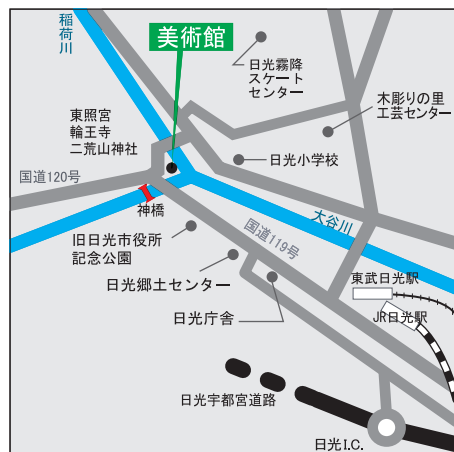 稲荷川
美術館
日光霧降
スケート
センター
木彫りの里
工芸センター
東照宮
輪王寺
二荒山神社
日光小学校
国道120号
神橋
大谷川
国道119号
旧日光市役所
記念公園
日光郷土センター
東武日光駅
JR日光駅
日光庁舎
日光宇都宮道路
日光I.C.